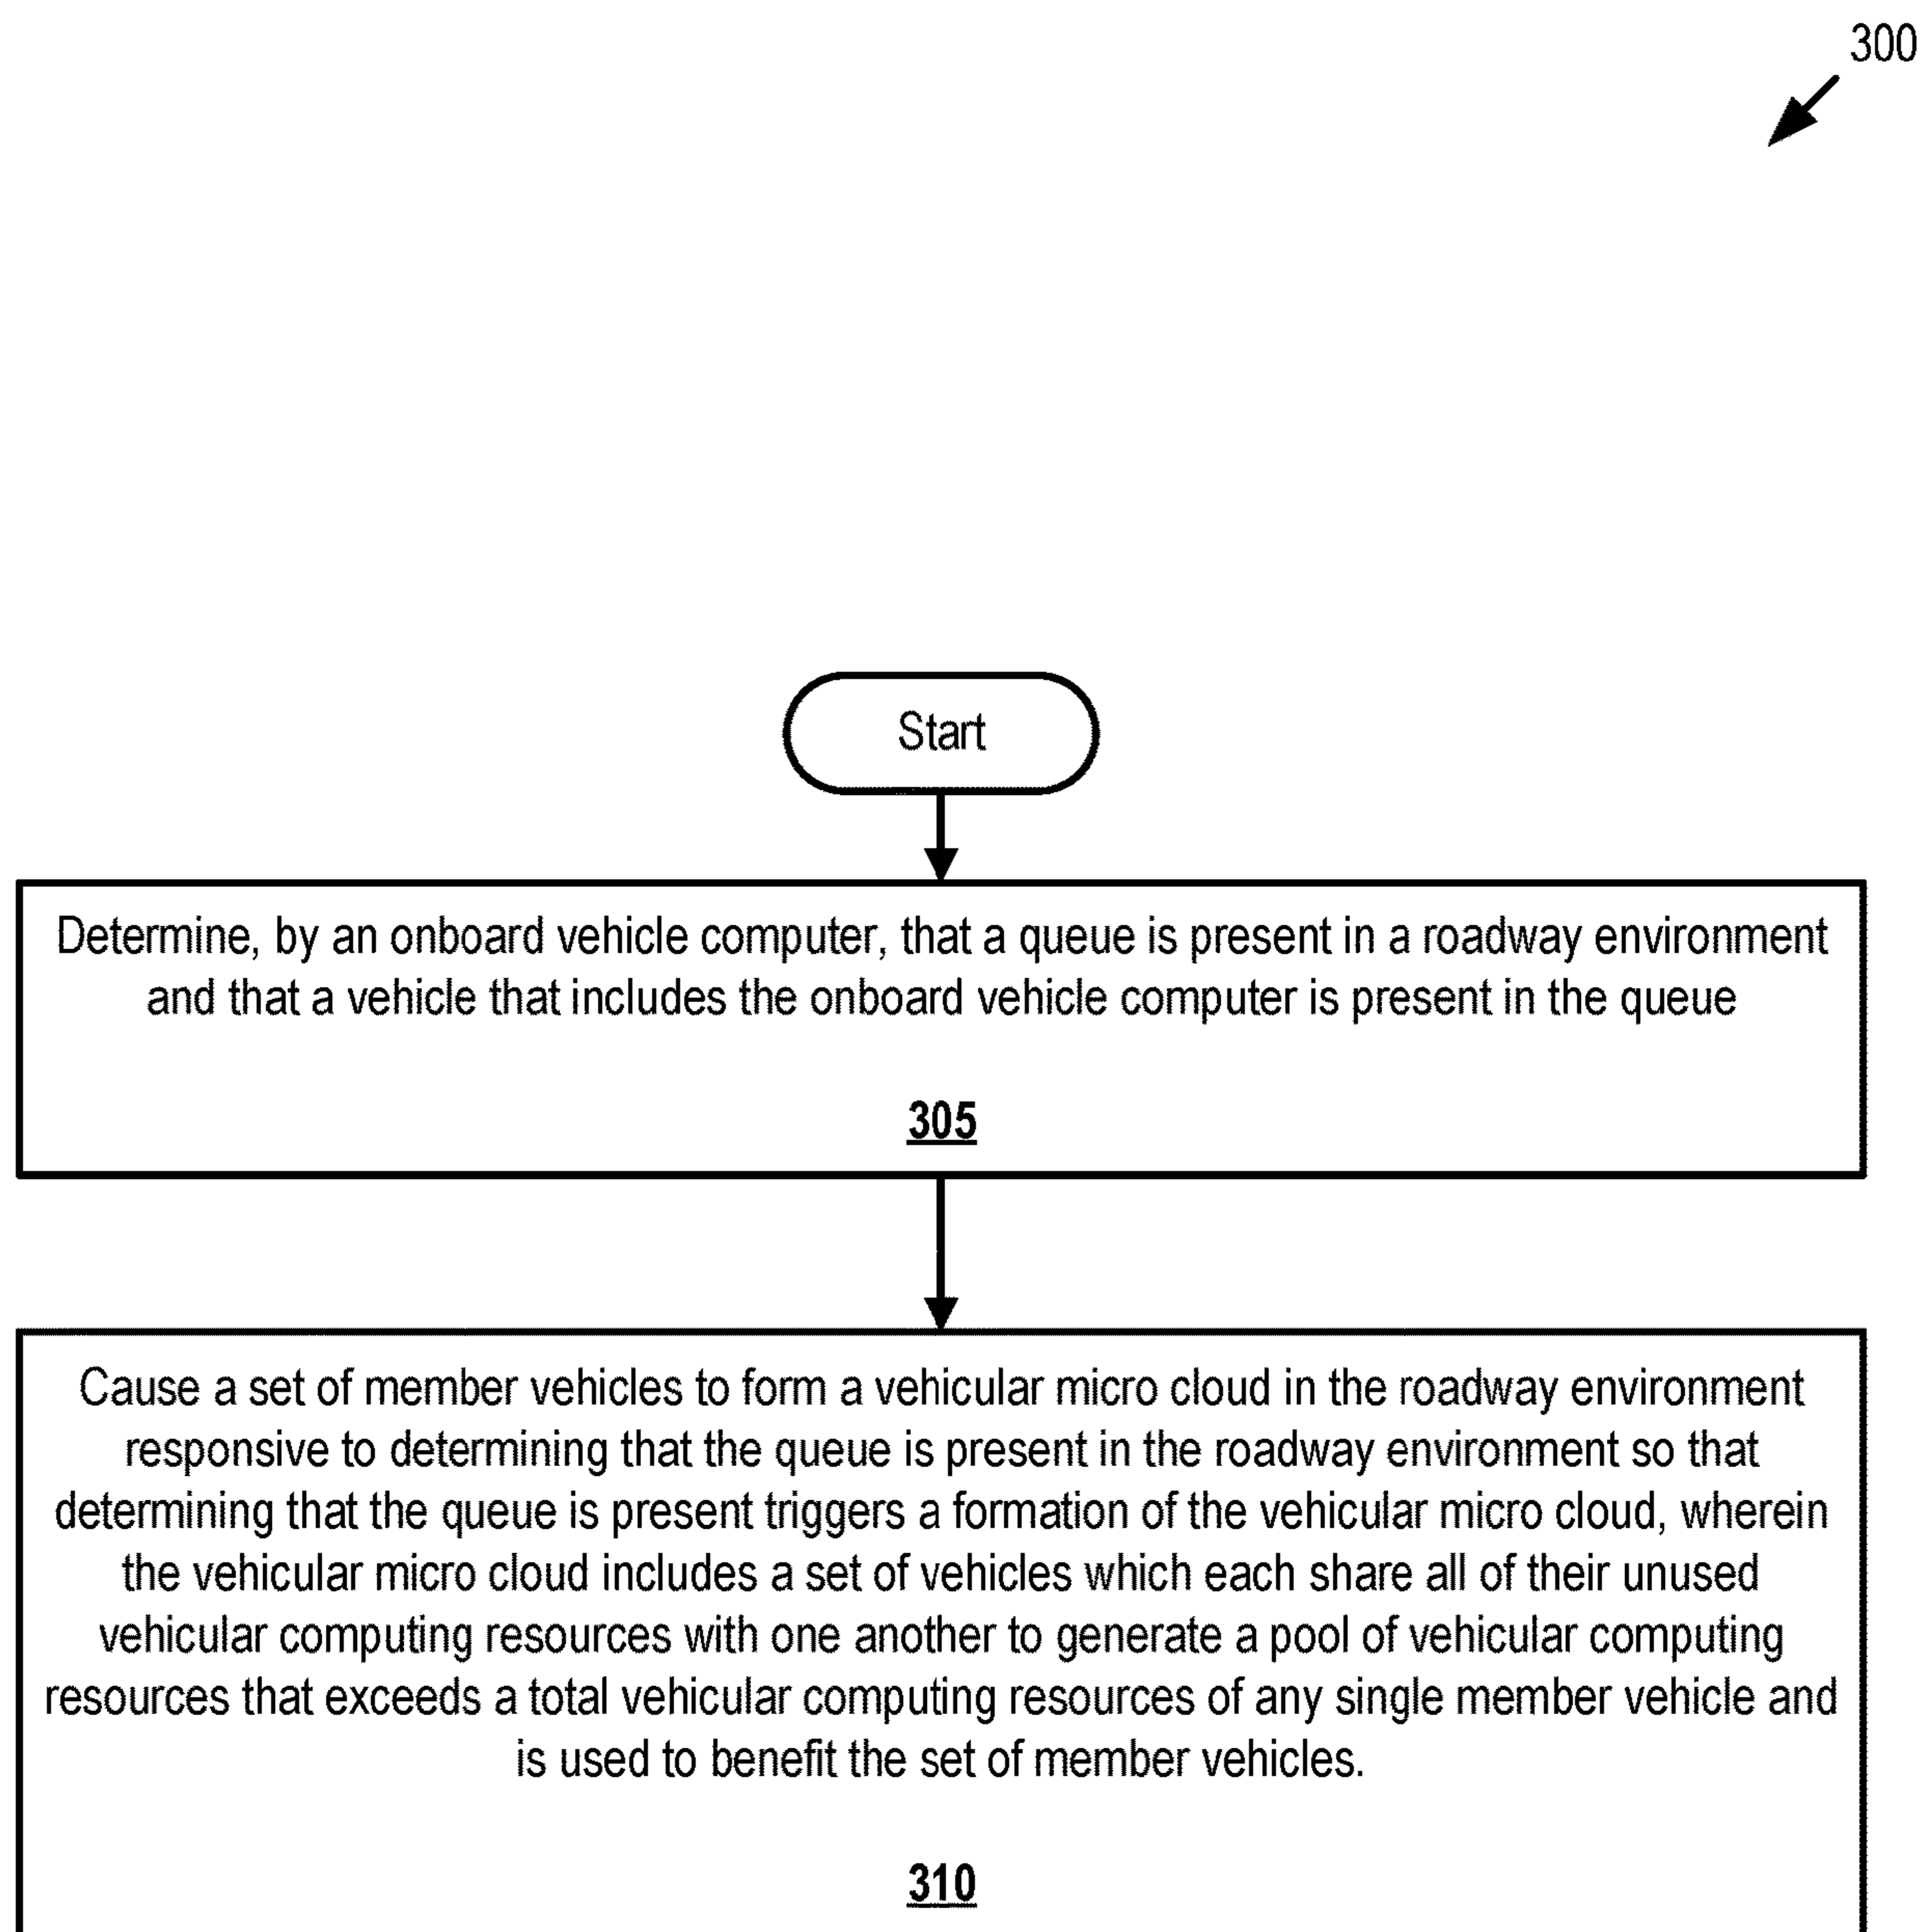 300
Start
Determine, by an onboard vehicle computer, that a queue is present in a roadway environment
and that a vehicle that includes the onboard vehicle computer is present in the queue
305
Cause a set of member vehicles to form a vehicular micro cloud in the roadway environment
responsive to determining that the queue is present in the roadway environment so that
determining that the queue is present triggers a formation of the vehicular micro cloud, wherein
the vehicular micro cloud includes a set of vehicles which each share all of their unused
vehicular computing resources with one another to generate a pool of vehicular computing
resources that exceeds a total vehicular computing resources of any single member vehicle and
is used to benefit the set of member vehicles.
310